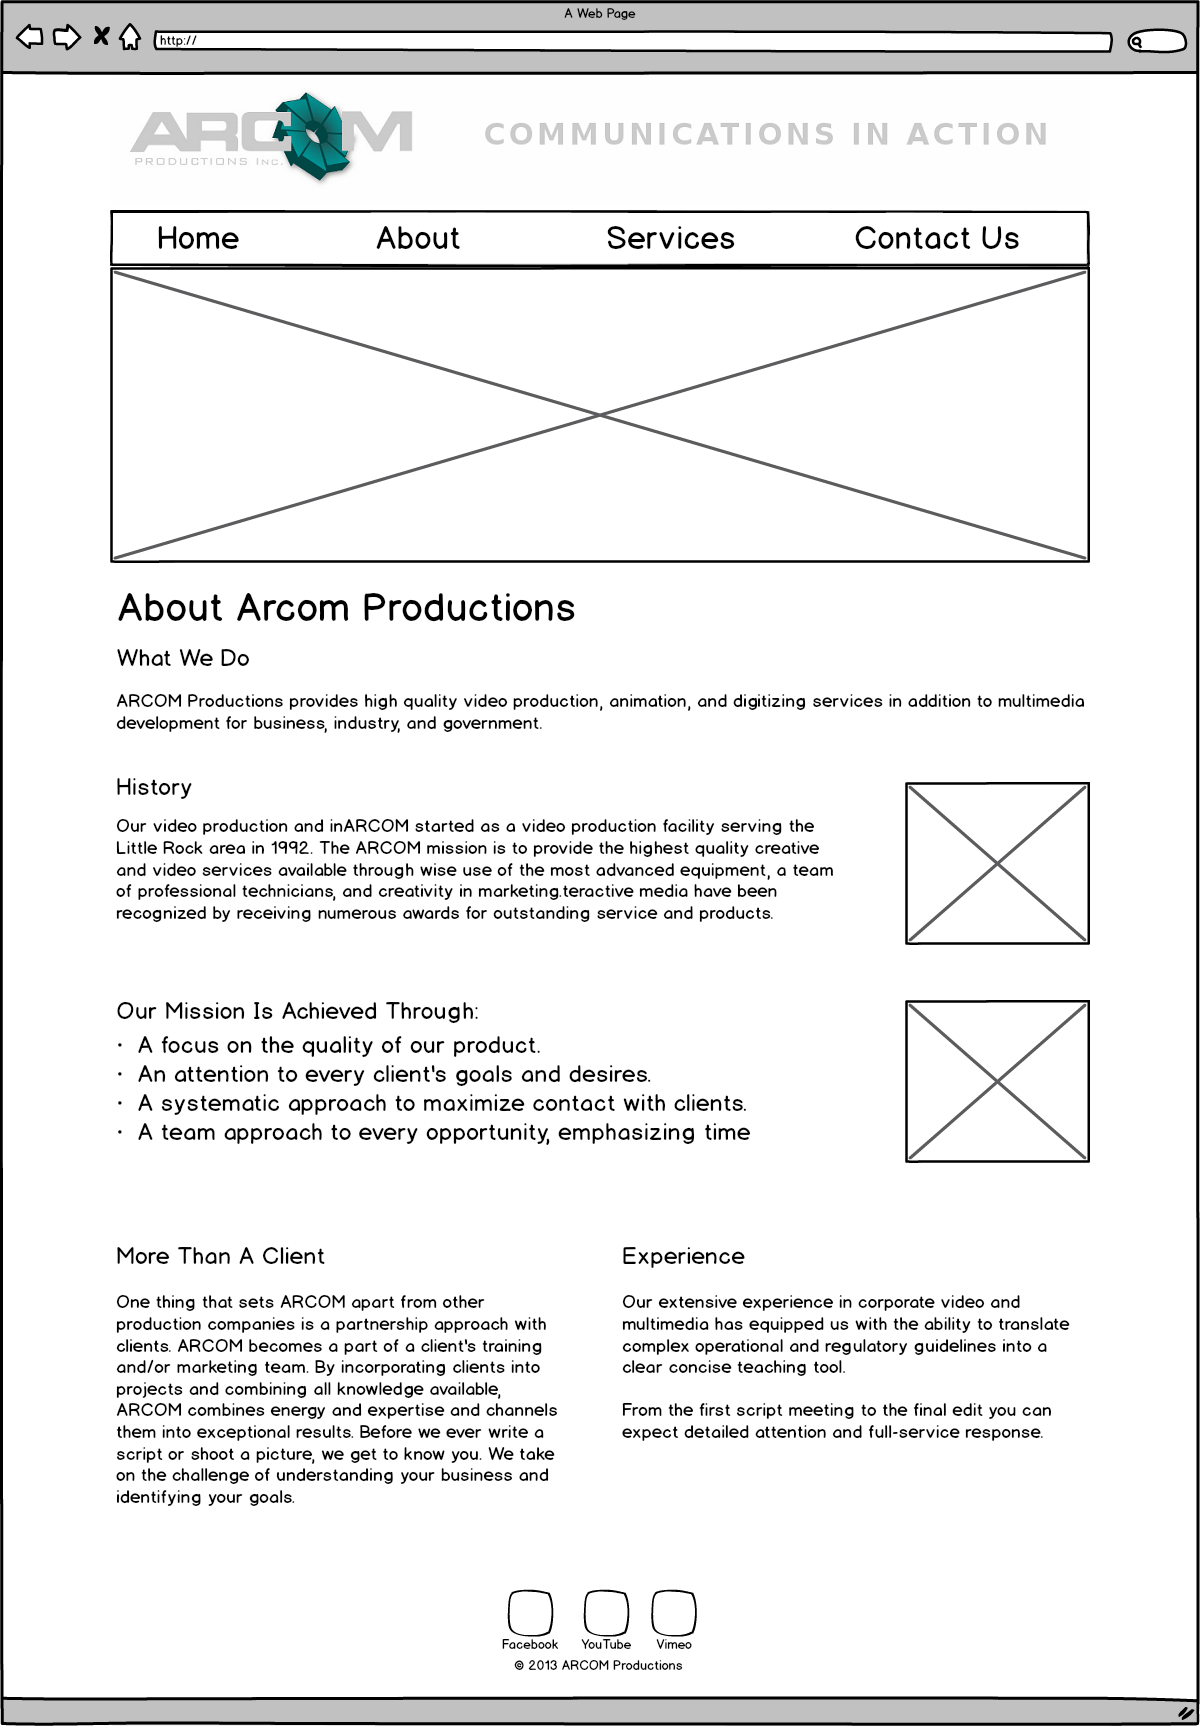 A Web Page
http://
ARCOM
PRODUCTIONS Inc.
COMMUNICATIONS IN ACTION
Home About Services Contact Us
About Arcom Productions
What We Do
ARCOM Productions provides high quality video production, animation, and digitizing services in addition to multimedia
development for business, industry, and government.
History
Our video production and inARCOM started as a video production facility serving the
Little Rock area in 1992. The ARCOM mission is to provide the highest quality creative
and video services available through wise use of the most advanced equipment, a team
of professional technicians, and creativity in marketing.teractive media have been
recognized by receiving numerous awards for outstanding service and products.
Our Mission Is Achieved Through:
· A focus on the quality of our product.
· An attention to every client's goals and desires.
· A systematic approach to maximize contact with clients.
· A team approach to every opportunity, emphasizing time
More Than A Client
One thing that sets ARCOM apart from other
production companies is a partnership approach with
clients. ARCOM becomes a part of a client's training
and/or marketing team. By incorporating clients into
projects and combining all knowledge available,
ARCOM combines energy and expertise and channels
them into exceptional results. Before we ever write a
script or shoot a picture, we get to know you. We take
on the challenge of understanding your business and
identifying your goals.
Experience
Our extensive experience in corporate video and
multimedia has equipped us with the ability to translate
complex operational and regulatory guidelines into a
clear concise teaching tool.
From the first script meeting to the final edit you can
expect detailed attention and full-service response.
Facebook YouTube Vimeo
© 2013 ARCOM Productions